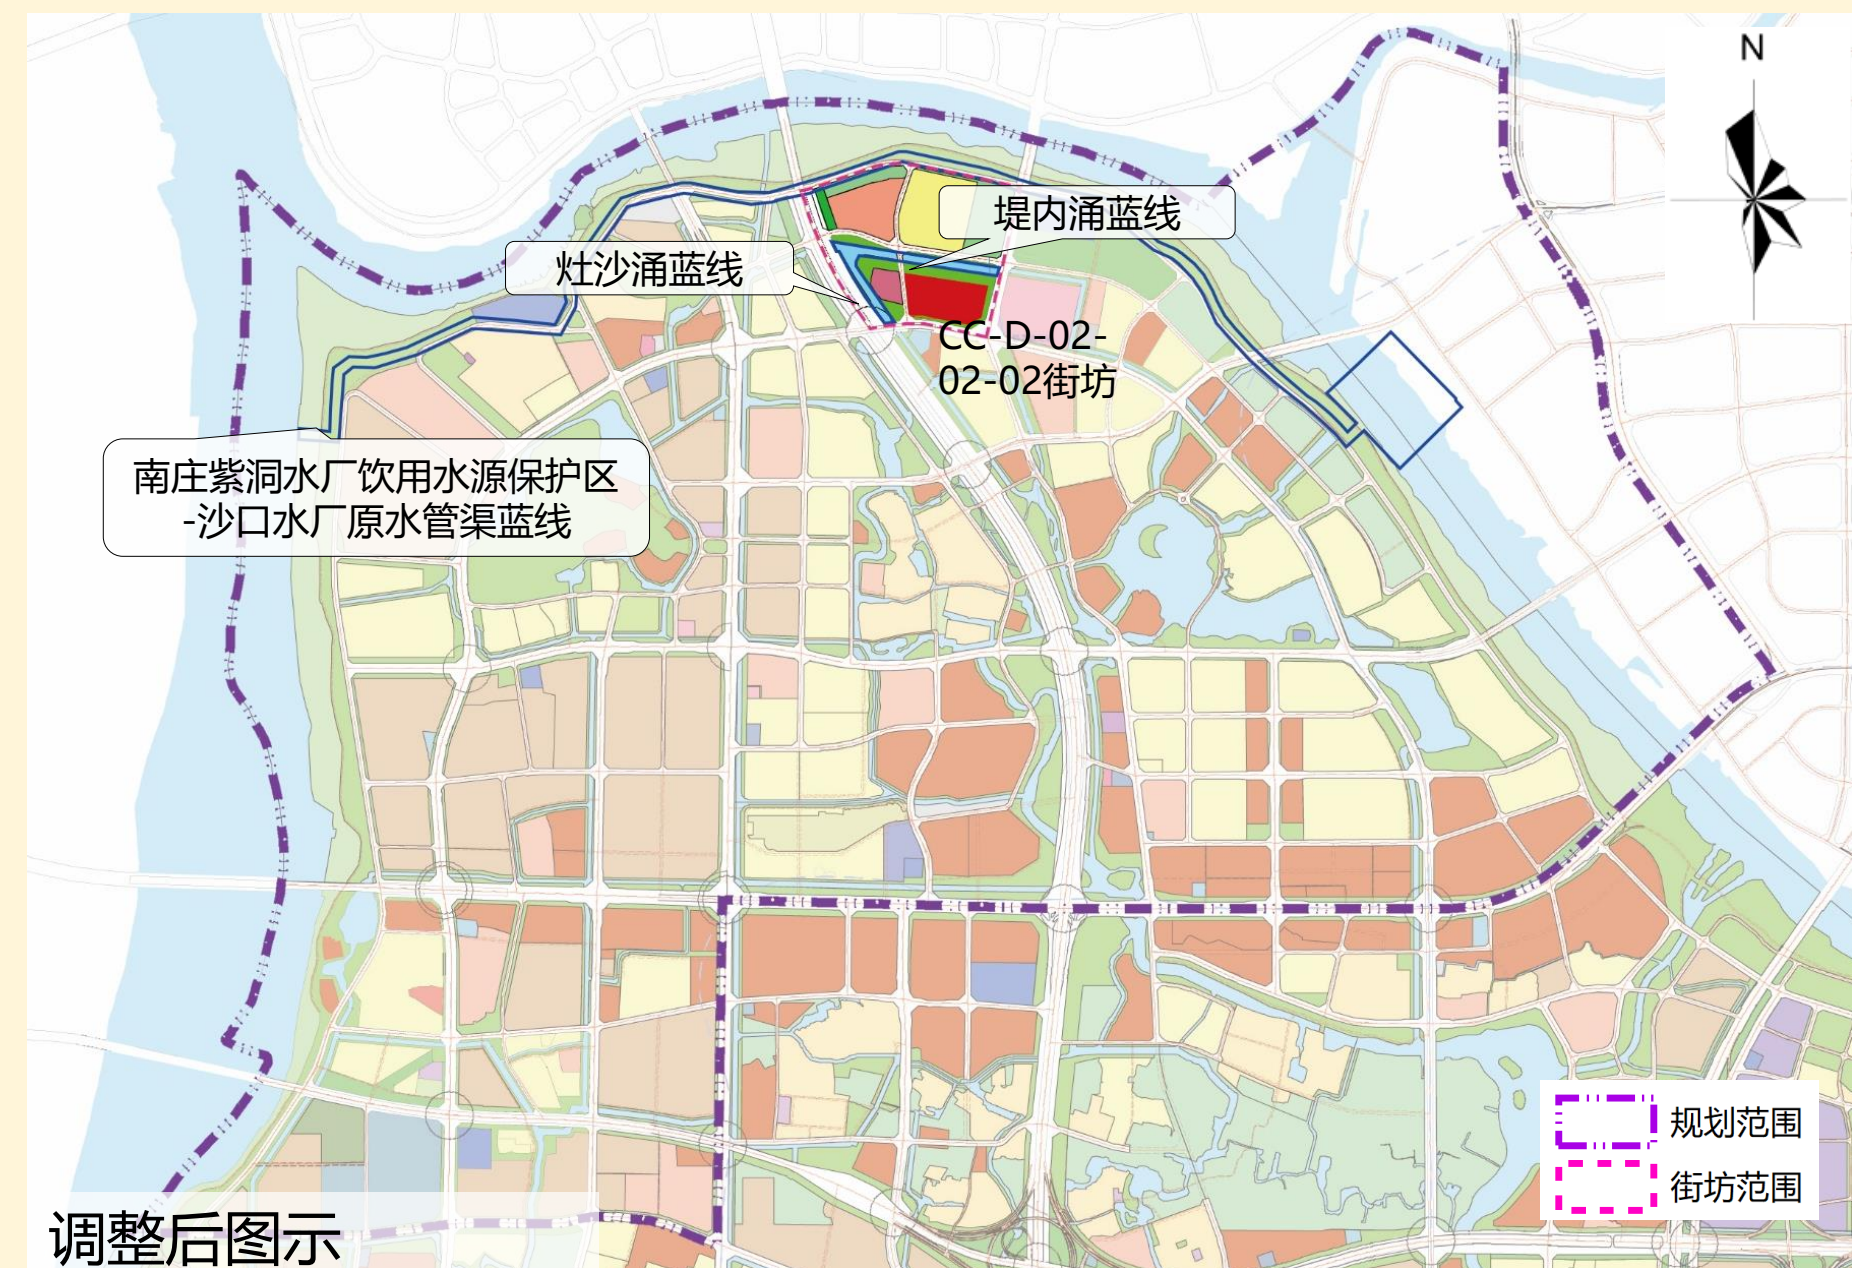 N
堤内涌蓝线
灶沙涌蓝线
CC-D-02-
02-02街坊
南庄紫洞水厂饮用水源保护区
-沙口水厂原水管渠蓝线
规划范围
街坊范围
调整后图示